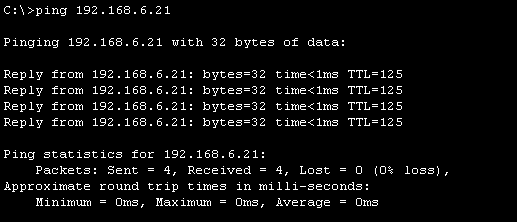 C:\>ping 192.168.6.21
Pinging 192.168.6.21 with 32 bytes of data:
Reply from 192.168.6.21: bytes=32 time<1ms TTL=125
Reply from 192.168.6.21: bytes=32 time<1ms TTL=125
Reply from 192.168.6.21: bytes=32 time<1ms TTL=125
Reply from 192.168.6.21: bytes=32 time<1ms TTL=125
Ping statistics for 192.168.6.21:
Packets: Sent = 4, Received = 4, Lost = 0 (0% loss),
Approximate round trip times in milli-seconds:
Minimum = 0ms, Maximum = 0ms, Average = 0ms